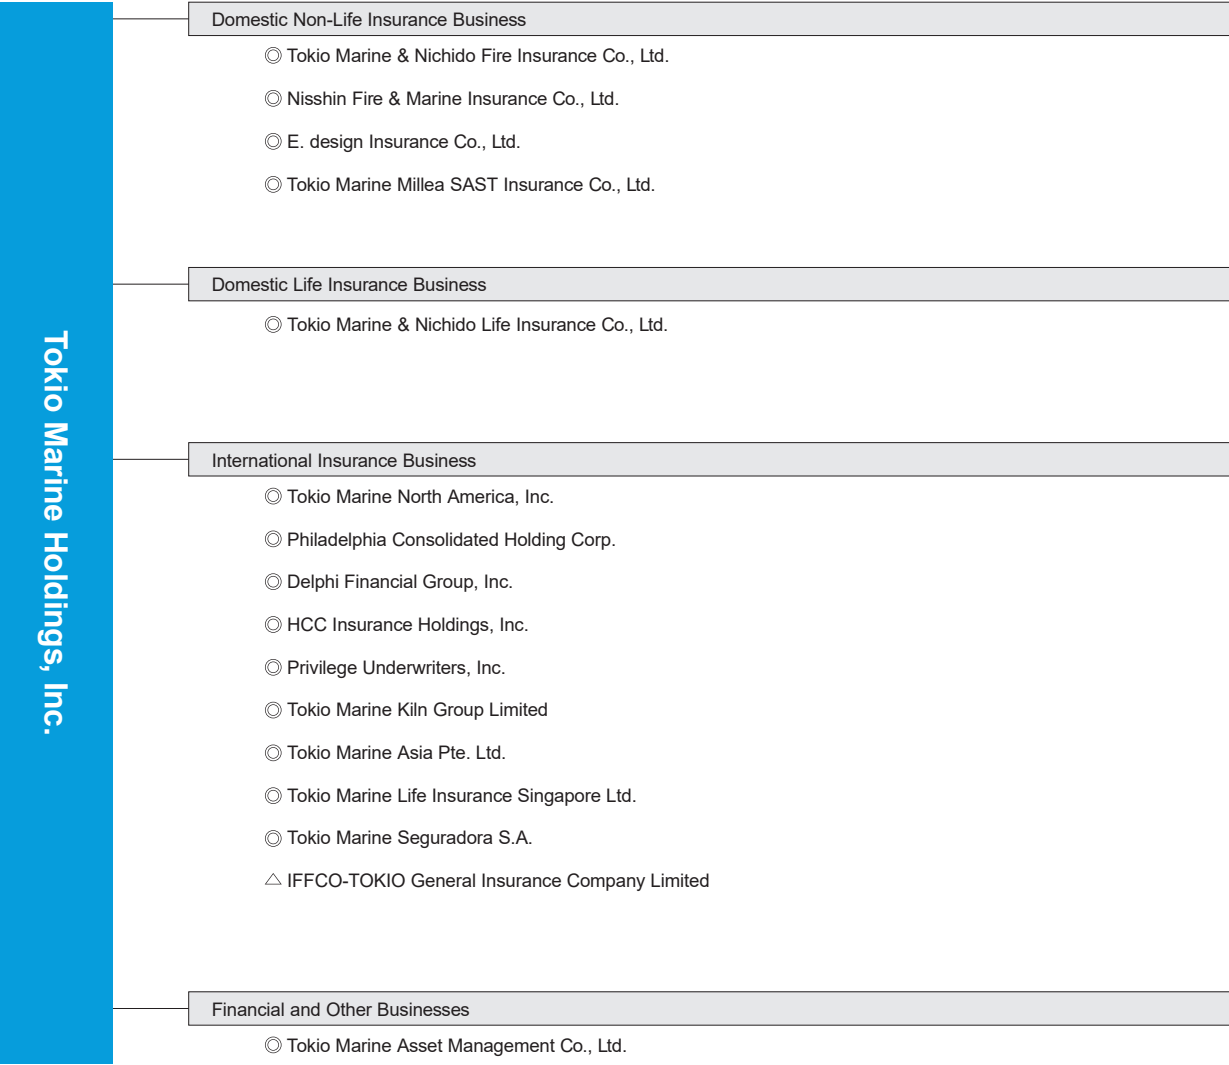 Tokio Marine Holdings, Inc.
Domestic Non-Life Insurance Business
◎ Tokio Marine & Nichido Fire Insurance Co., Ltd.
◎ Nisshin Fire & Marine Insurance Co., Ltd.
◎ E. design Insurance Co., Ltd.
◎ Tokio Marine Millea SAST Insurance Co., Ltd.
Domestic Life Insurance Business
◎ Tokio Marine & Nichido Life Insurance Co., Ltd.
International Insurance Business
◎ Tokio Marine North America, Inc.
◎ Philadelphia Consolidated Holding Corp.
◎ Delphi Financial Group, Inc.
◎ HCC Insurance Holdings, Inc.
◎ Privilege Underwriters, Inc.
◎ Tokio Marine Kiln Group Limited
◎ Tokio Marine Asia Pte. Ltd.
◎ Tokio Marine Life Insurance Singapore Ltd.
◎ Tokio Marine Seguradora S.A.
△ IFFCO-TOKIO General Insurance Company Limited
Financial and Other Businesses
◎ Tokio Marine Asset Management Co., Ltd.